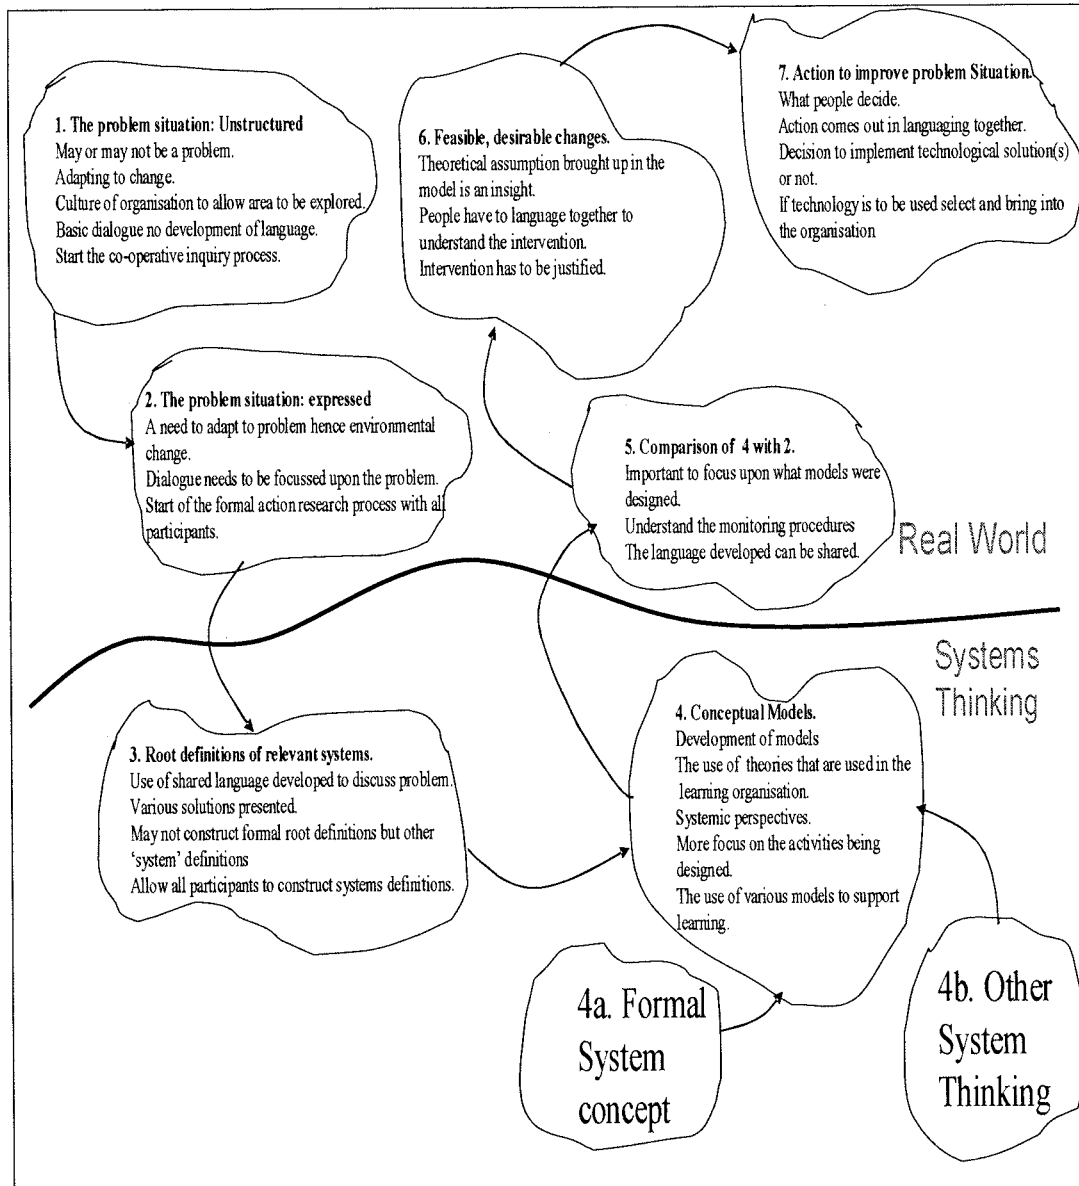 1. The problem situation: Unstructured
May or may not be a problem.
Adapting to change.
Culture of organisation to allow area to be explored.
Basic dialogue no development of language.
Start the co-operative inquiry process.
2. The problem situation: expressed
A need to adapt to problem hence environmental
change.
Dialogue needs to be focussed upon the problem.
Start of the formal action research process with all
participants.
3. Root definitions of relevant systems.
Use of shared language developed to discuss problem.
Various solutions presented.
May not construct formal root definitions but other
‘system’ definitions
Allow all participants to construct systems definitions.
4. Conceptual Models.
Development of models
The use of theories that are used in the
learning organisation.
Systemic perspectives.
More focus on the activities being
designed.
The use of various models to support
learning.
4a. Formal
System
concept
4b. Other
System
Thinking
5. Comparison of 4 with 2.
Important to focus upon what models were
designed.
Understand the monitoring procedures
The language developed can be shared.
6. Feasible, desirable changes.
Theoretical assumption brought up in the
model is an insight.
People have to language together to
understand the intervention.
Intervention has to be justified.
7. Action to improve problem Situation.
What people decide.
Action comes out in languaging together.
Decision to implement technological solution(s)
or not.
If technology is to be used select and bring into
the organisation
Real World
Systems
Thinking